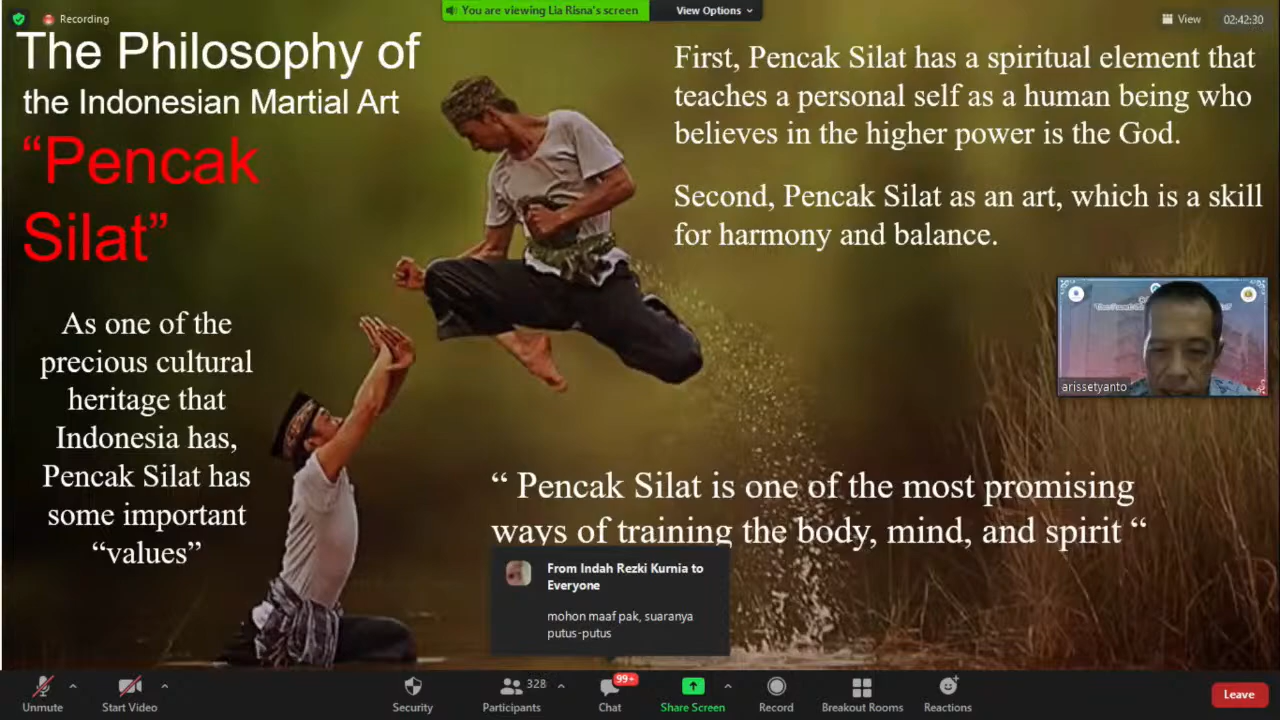 Recording
You are viewing Lia Risna's screen
View Options
View
02:42:30
The Philosophy of
the Indonesian Martial Art
“Pencak
Silat”
As one of the
precious cultural
heritage that
Indonesia has,
Pencak Silat has
some important
“values”
First, Pencak Silat has a spiritual element that
teaches a personal self as a human being who
believes in the higher power is the God.
Second, Pencak Silat as an art, which is a skill
for harmony and balance.
arissetyanto
“ Pencak Silat is one of the most promising
ways of training the body, mind, and spirit “
From Indah Rezki Kurnia to
Everyone
mohon maaf pak, suaranya
putus-putus
Unmute
Start Video
Security
Participants
328
Chat
99+
Share Screen
Record
Breakout Rooms
Reactions
Leave